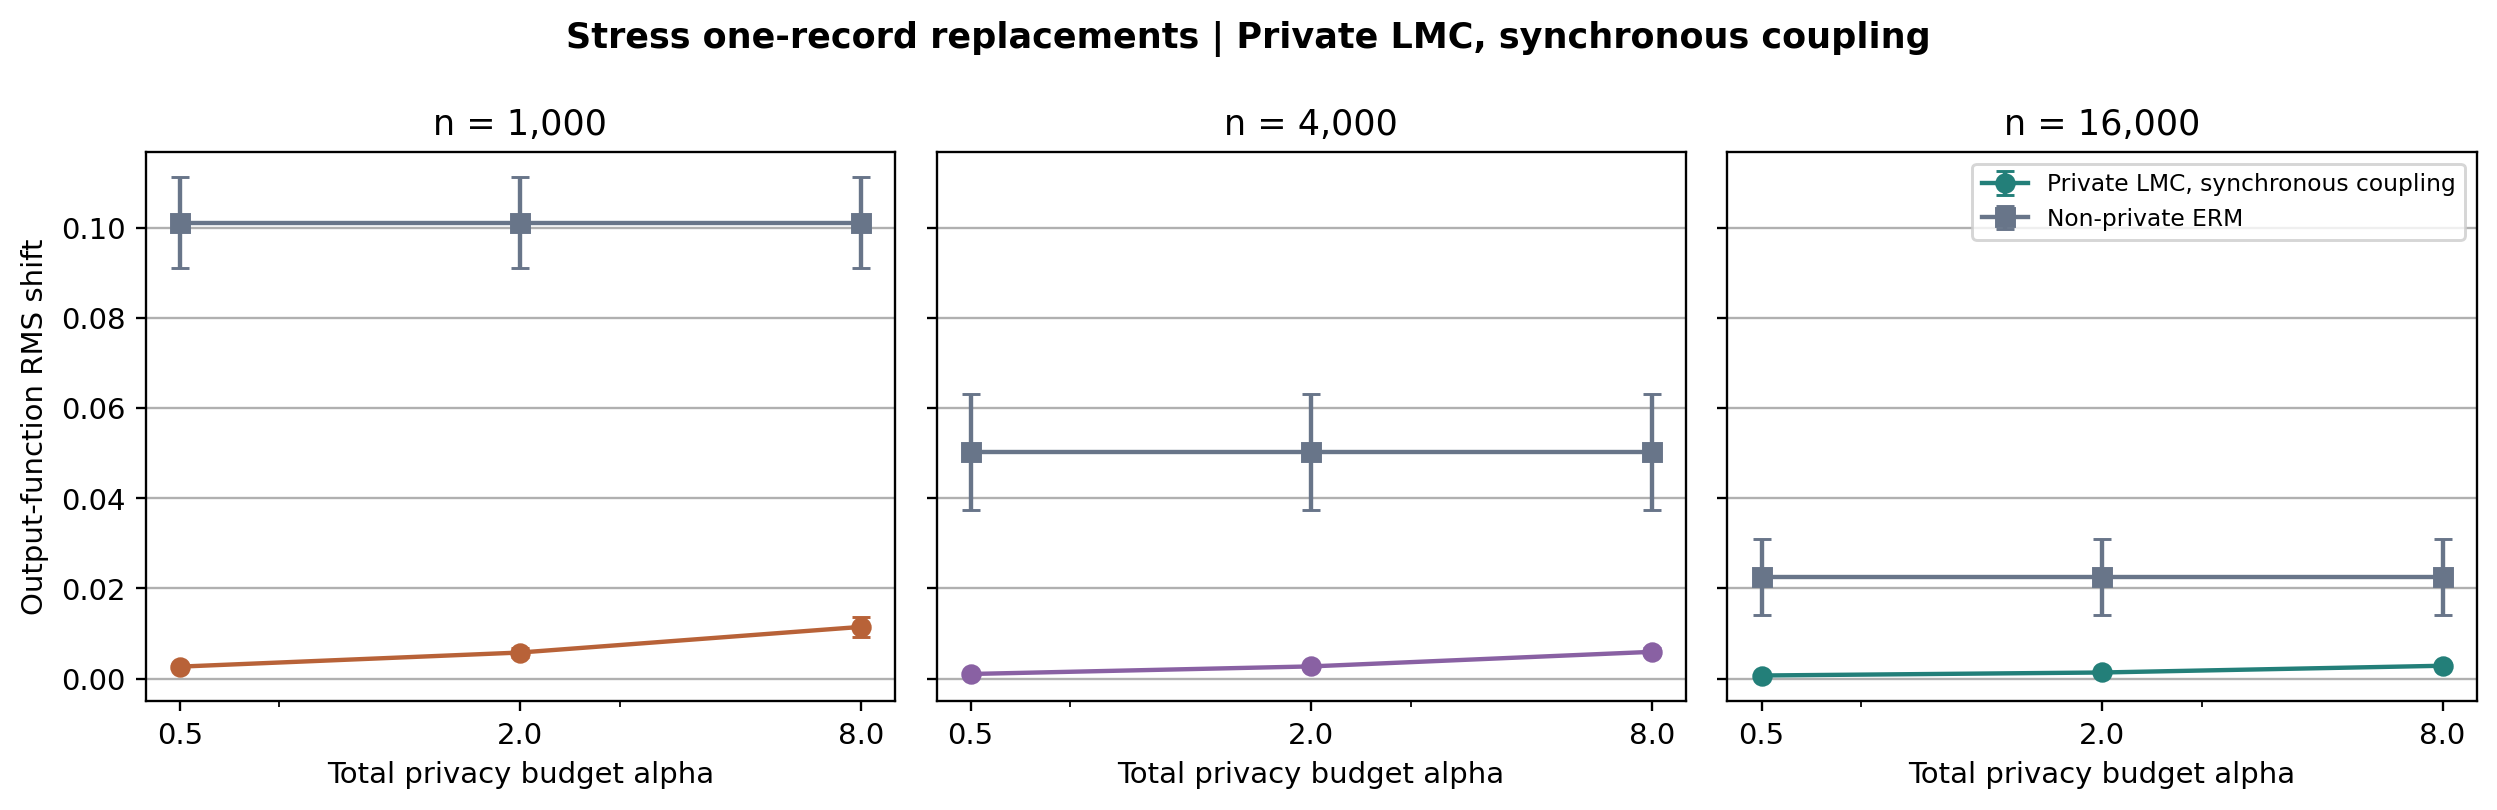 Stress one-record replacements | Private LMC, synchronous coupling
n = 1,000
n = 4,000
n = 16,000
Output-function RMS shift
0.10
0.08
0.06
0.04
0.02
0.00
Private LMC, synchronous coupling
Non-private ERM
0.5 2.0 8.0
0.5 2.0 8.0
0.5 2.0 8.0
Total privacy budget alpha
Total privacy budget alpha
Total privacy budget alpha